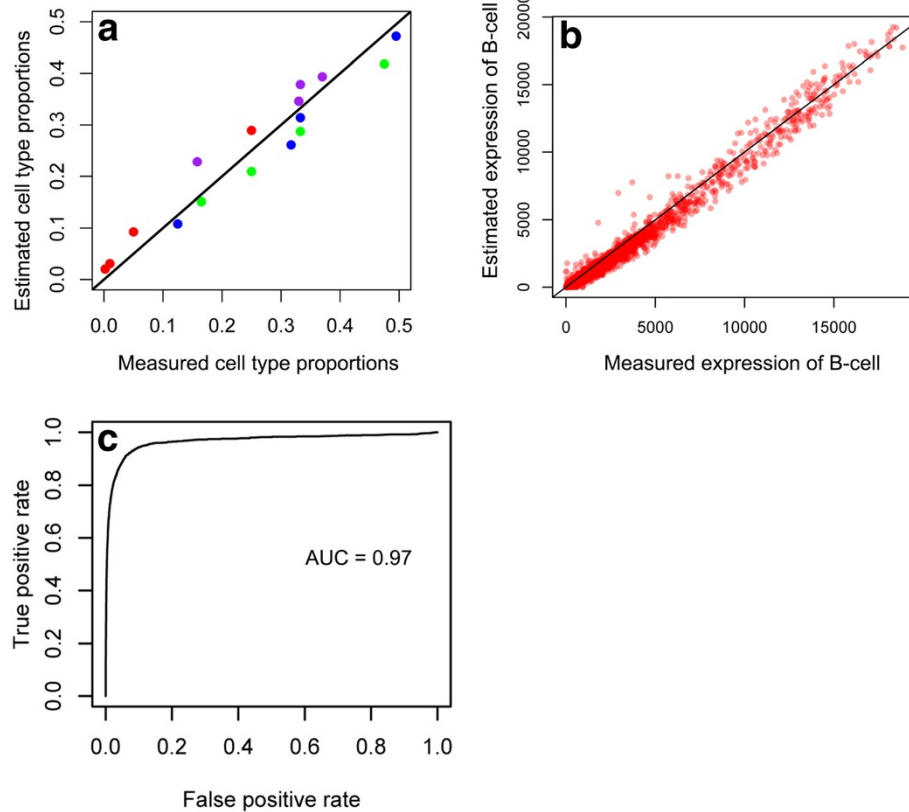 a
Estimated cell type proportions
0.0 0.1 0.2 0.3 0.4 0.5
0.0 0.1 0.2 0.3 0.4 0.5
Measured cell type proportions
b
Estimated expression of B-cell
0 5000 10000 15000 20000
0 5000 10000 15000
Measured expression of B-cell
c
True positive rate
0.0 0.2 0.4 0.6 0.8 1.0
AUC = 0.97
0.0 0.2 0.4 0.6 0.8 1.0
False positive rate